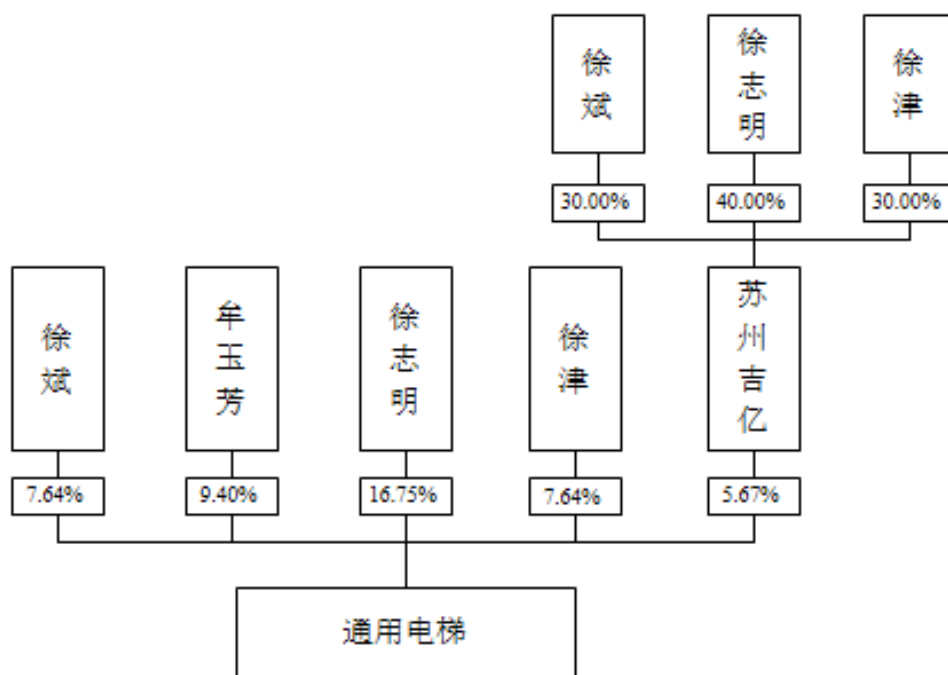 徐斌
徐志明
徐津
30.00%
40.00%
30.00%
徐斌
牟玉芳
徐志明
徐津
苏州吉亿
7.64%
9.40%
16.75%
7.64%
5.67%
通用电梯